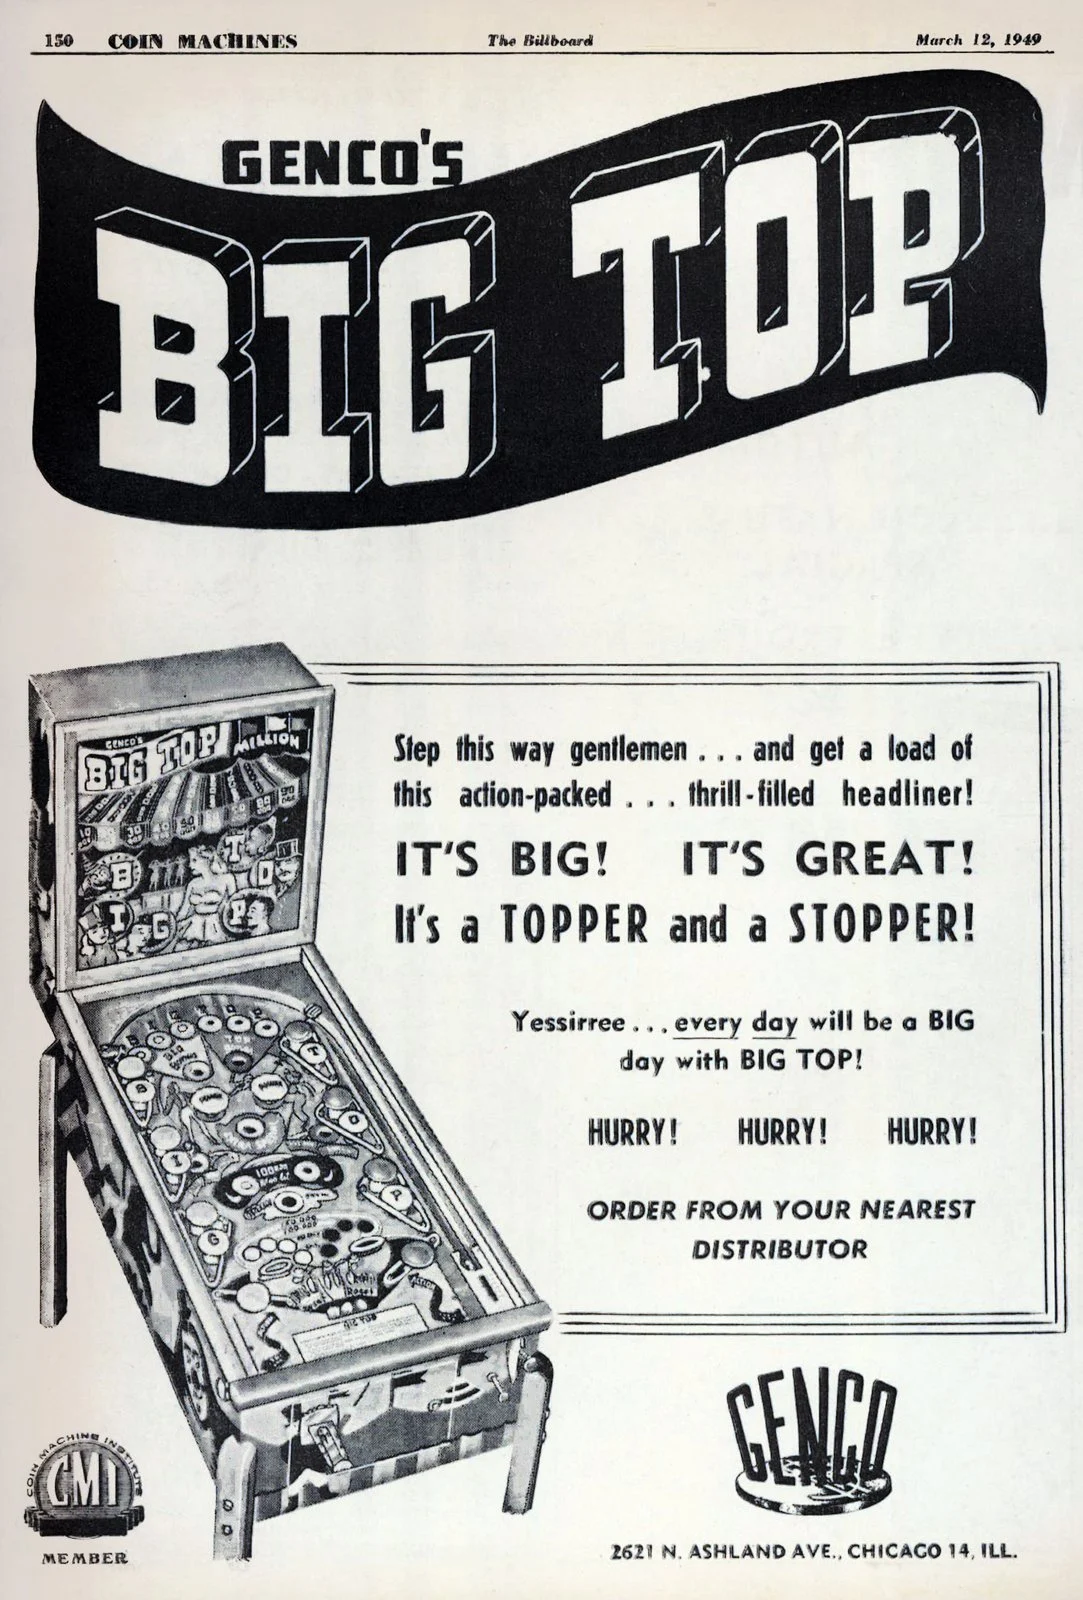 150 COIN MACHINES The Billboard March 12, 1949
GENCO'S
BIG TOP
GENCO'S
BIG TOP
MILLION
B T O
I G P
Step this way gentlemen . . . and get a load of
this action-packed . . . thrill-filled headliner!
IT'S BIG! IT'S GREAT!
It's a TOPPER and a STOPPER!
Yessirree . . . every day will be a BIG
day with BIG TOP!
HURRY! HURRY! HURRY!
ORDER FROM YOUR NEAREST
DISTRIBUTOR
T
B
O
I
P
G
BIG TOP
COIN MACHINE INSTITUTE
CMI
MEMBER
GENCO
2621 N. ASHLAND AVE., CHICAGO 14, ILL.